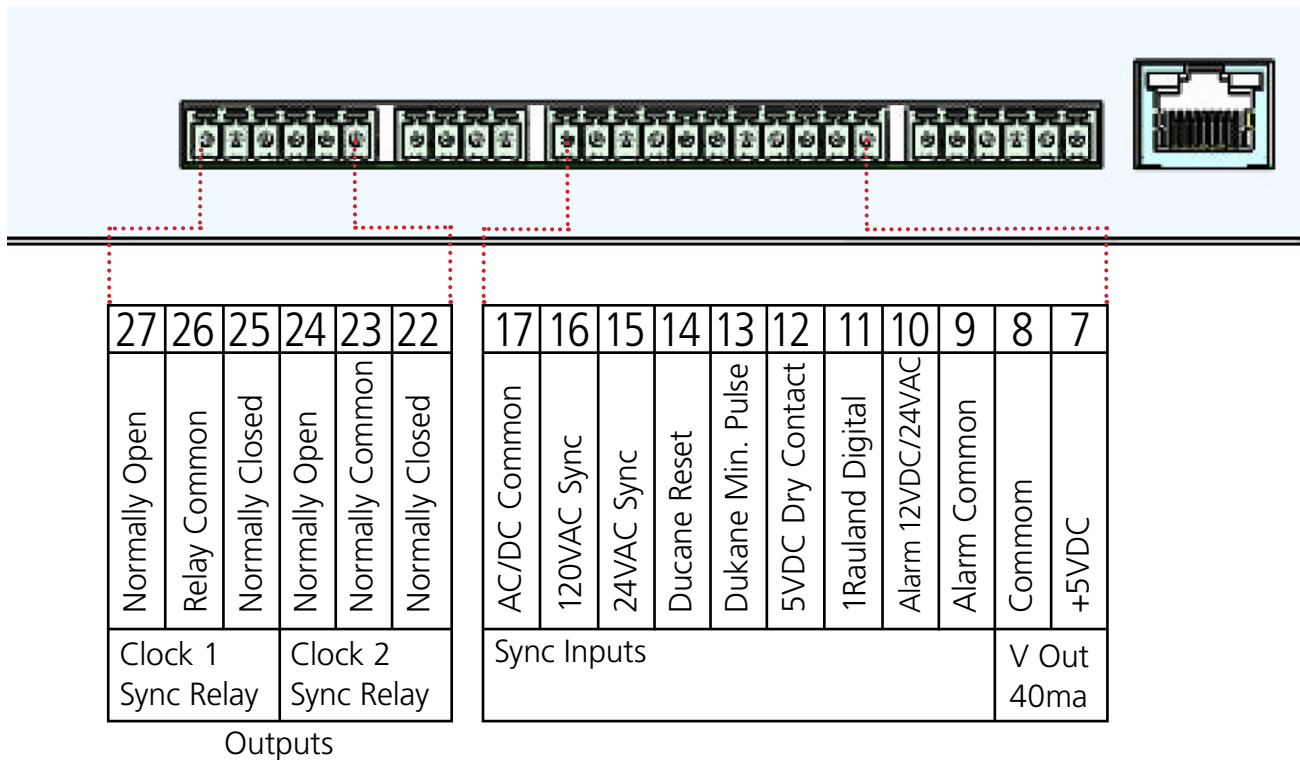 27 26 25 24 23 22
Normally Open
Relay Common
Normally Closed
Normally Open
Normally Common
Normally Closed
Clock 1
Sync Relay
Clock 2
Sync Relay
Outputs
17 16 15 14 13 12 11 10 9 8 7
AC/DC Common
120VAC Sync
24VAC Sync
Ducane Reset
Dukane Min. Pulse
5VDC Dry Contact
1Rauland Digital
Alarm 12VDC/24VAC
Alarm Common
Commom
+5VDC
Sync Inputs
V Out
40ma